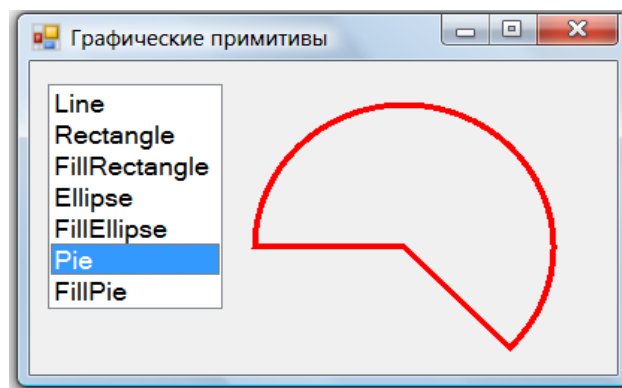 Графические примитивы
Line
Rectangle
FillRectangle
Ellipse
FillEllipse
Pie
FillPie